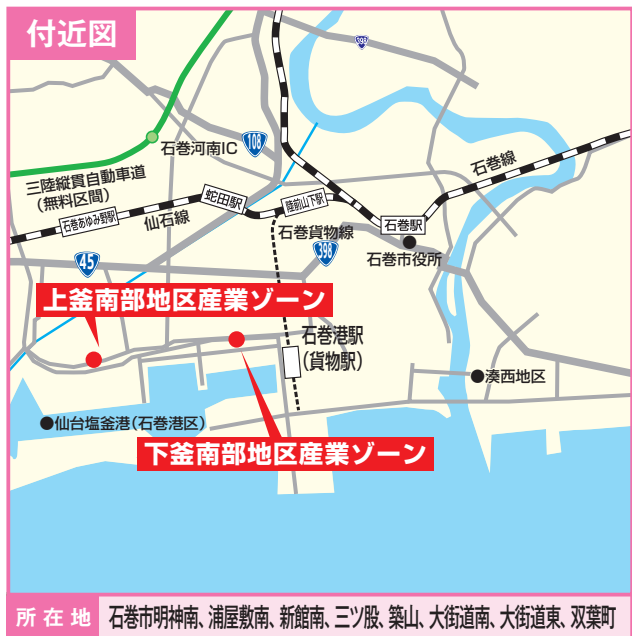 付近図
393
石巻河南IC
108
三陸縦貫自動車道
（無料区間）
石巻線
石巻あゆみ野駅
仙石線
蛇田駅
陸前山下駅
石巻駅
石巻貨物線
398
石巻市役所
45
上釜南部地区産業ゾーン
石巻港駅
（貨物駅）
湊西地区
仙台塩釜港（石巻港区）
下釜南部地区産業ゾーン
所在地
石巻市明神南、浦屋敷南、新館南、三ツ股、築山、大街道南、大街道東、双葉町